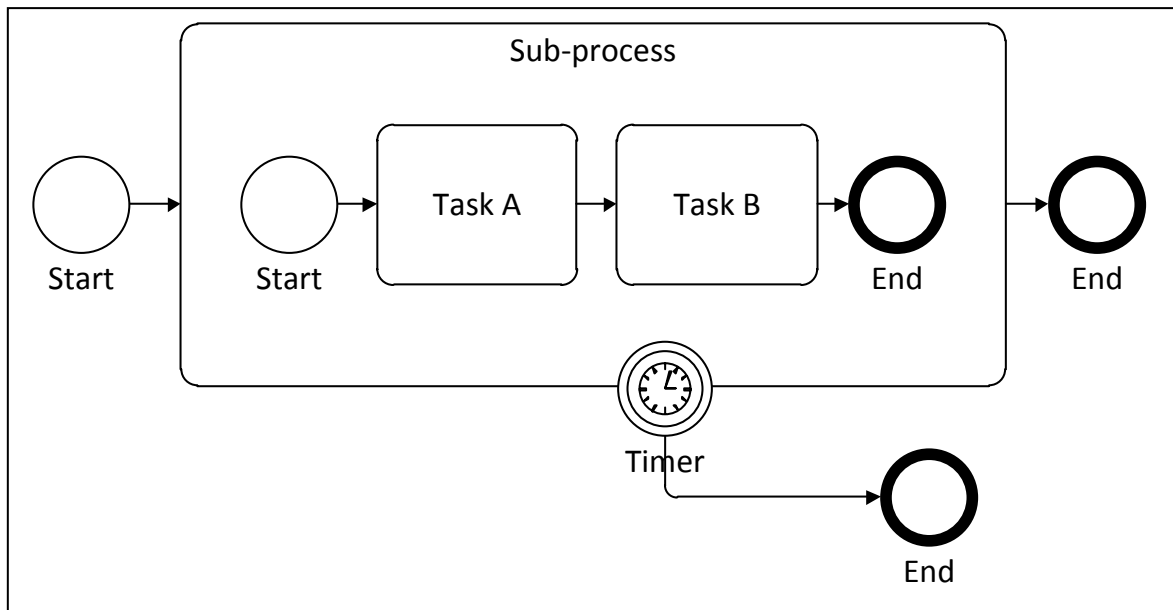 Sub-process
Task A
Task B
Start
Start
End
End
Timer
End